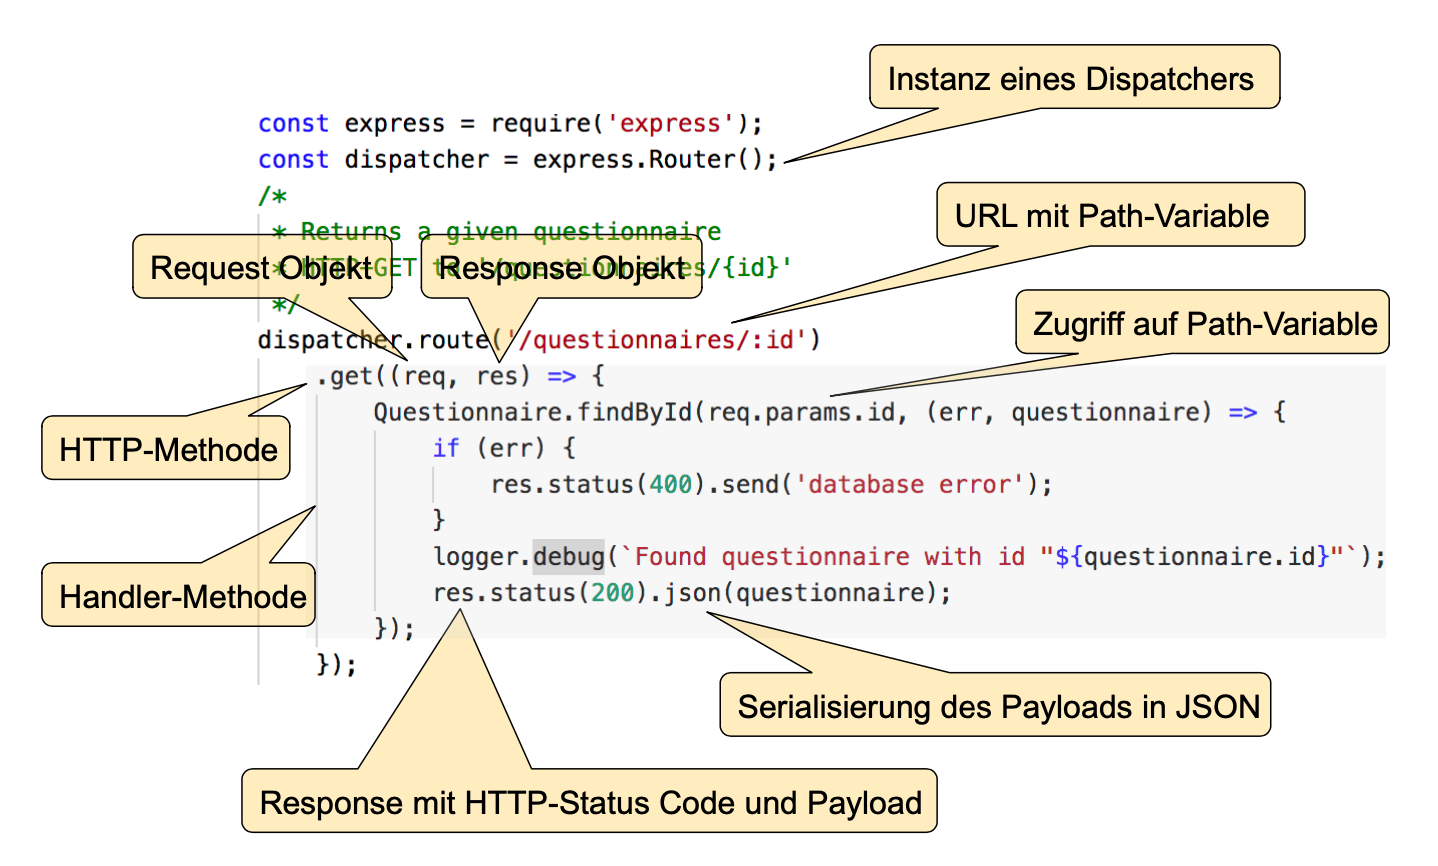 Instanz eines Dispatchers
const express = require('express');
const dispatcher = express.Router();
/*
URL mit Path-Variable
* Returns a given questionnaire
Request Objekt
Response Objekt
* HTTP-GET to '/questionnaires/{id}'
*/
Zugriff auf Path-Variable
dispatcher.route('/questionnaires/:id')
.get((req, res) => {
Questionnaire.findById(req.params.id, (err, questionnaire) => {
HTTP-Methode
if (err) {
res.status(400).send('database error');
}
logger.debug(`Found questionnaire with id "${questionnaire.id}"`);
Handler-Methode
res.status(200).json(questionnaire);
});
});
Serialisierung des Payloads in JSON
Response mit HTTP-Status Code und Payload